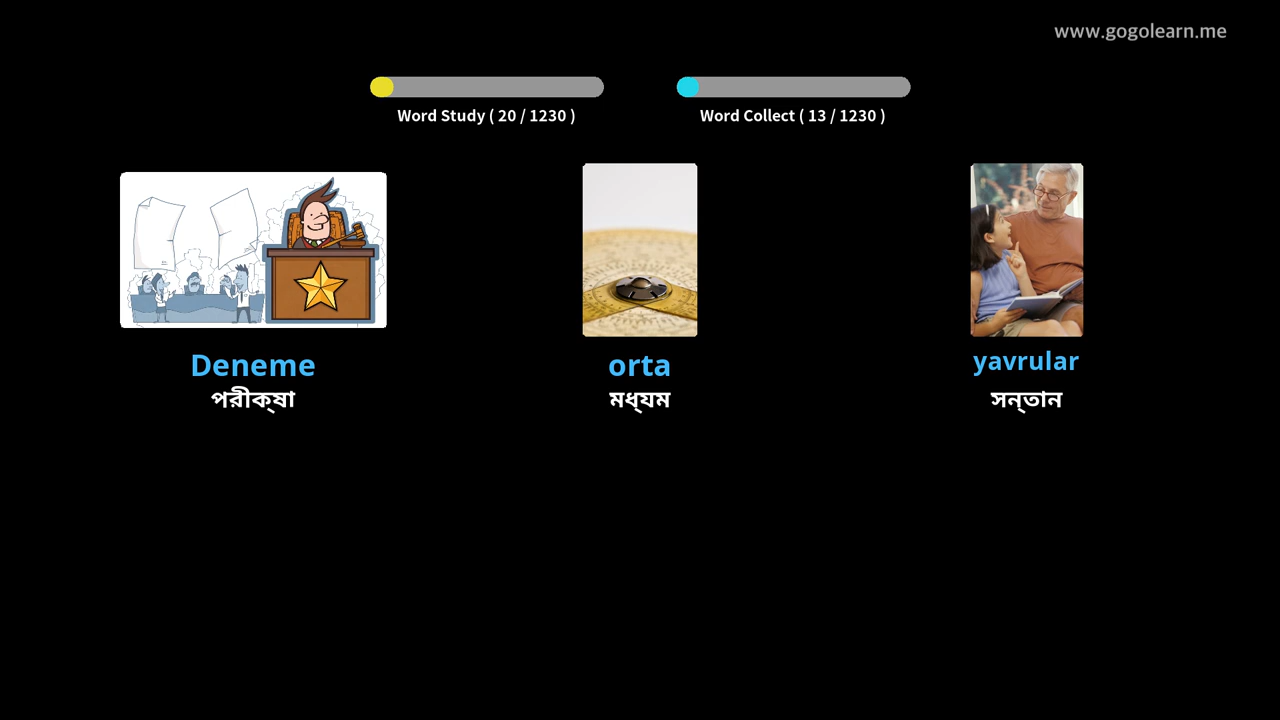 www.gogolearn.me
Word Study ( 20 / 1230 )
Word Collect ( 13 / 1230 )
Deneme
orta
yavrular
পরীক্ষা
মধ্যম
সন্তান